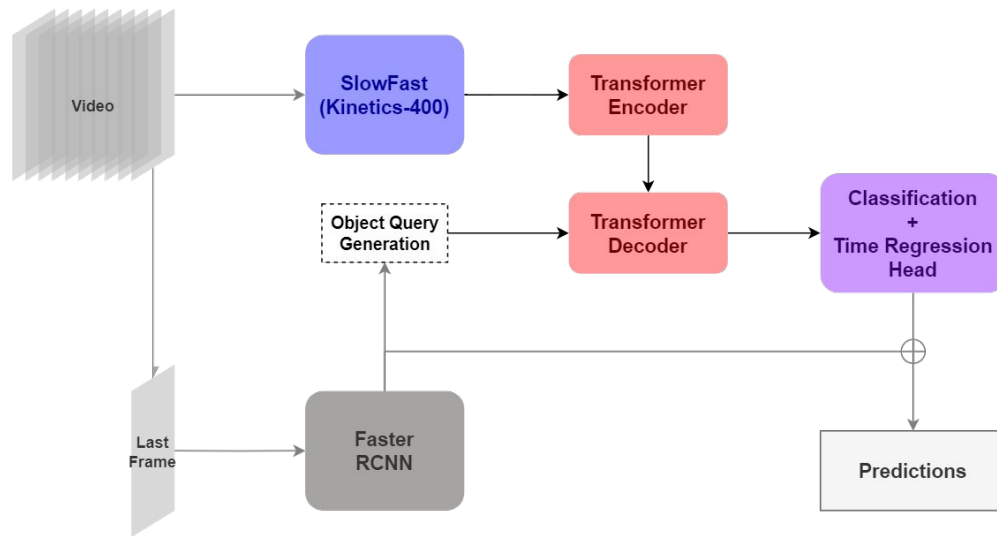 Video
SlowFast
(Kinetics-400)
Transformer
Encoder
Object Query
Generation
Transformer
Decoder
Classification
+
Time Regression
Head
Last
Frame
Faster
RCNN
Predictions